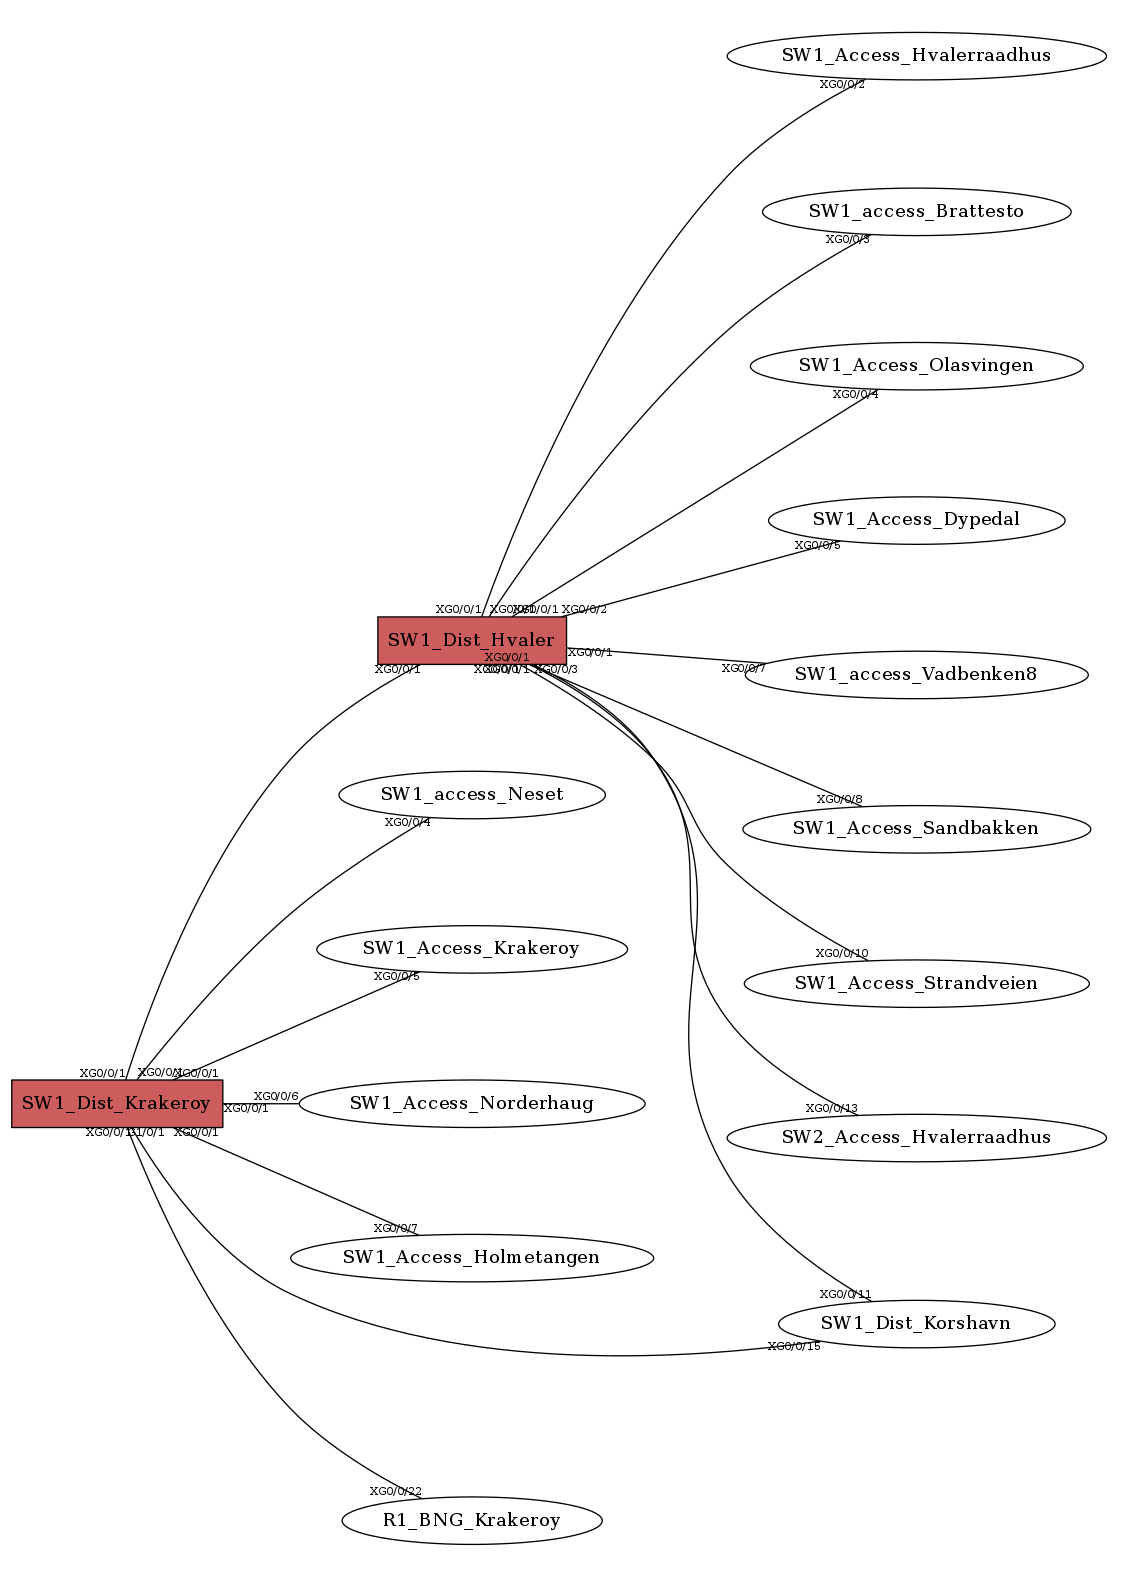 SW1_Access_Hvalerraadhus
XG0/0/2
SW1_access_Brattesto
XG0/0/3
SW1_Access_Olasvingen
XG0/0/4
SW1_Access_Dypedal
XG0/0/5
XG0/0/1
XG0/0/1
XG0/0/1
XG0/0/2
SW1_Dist_Hvaler
XG0/0/1
XG0/0/1
XG0/0/1
XG0/0/1
XG0/0/3
XG0/0/1
XG0/0/7
SW1_access_Vadbenken8
SW1_access_Neset
XG0/0/4
XG0/0/8
SW1_Access_Sandbakken
SW1_Access_Krakeroy
XG0/0/5
XG0/0/10
SW1_Access_Strandveien
XG0/0/1
XG0/0/1
XG0/0/1
SW1_Dist_Krakeroy
XG0/0/1
XG0/0/6
SW1_Access_Norderhaug
XG0/0/13
SW2_Access_Hvalerraadhus
XG0/0/1
XG0/0/1
XG0/0/7
SW1_Access_Holmetangen
XG0/0/11
SW1_Dist_Korshavn
XG0/0/15
XG0/0/22
R1_BNG_Krakeroy